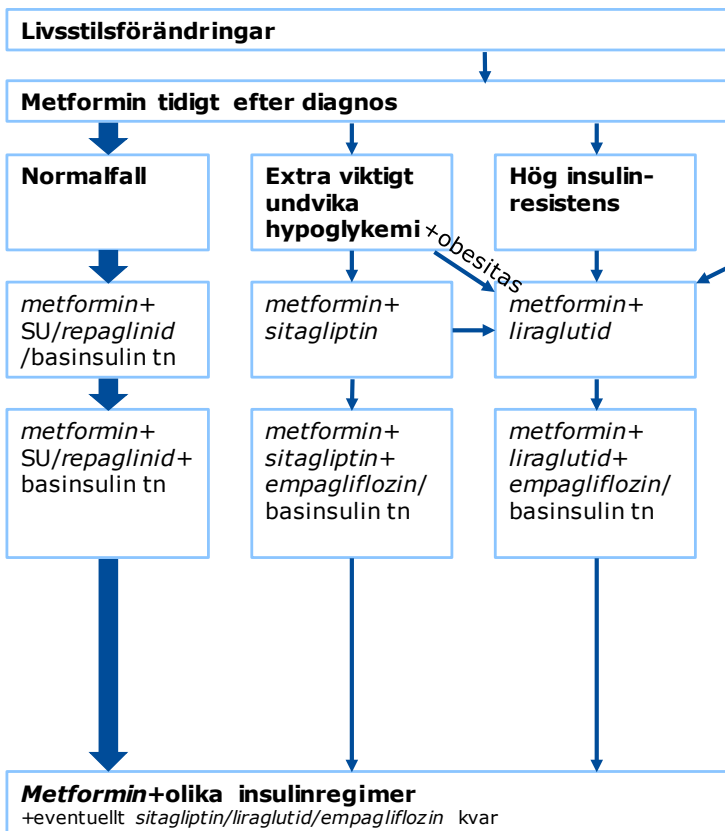 Livsstilsförändringar
Metformin tidigt efter diagnos
Normalfall
Extra viktigt
undvika
hypoglykemi
Hög insulin-
resistens
+obesitas
metformin+
SU/repaglinid
/basinsulin tn
metformin+
sitagliptin
metformin+
liraglutid
metformin+
SU/repaglinid+
basinsulin tn
metformin+
sitagliptin+
empagliflozin/
basinsulin tn
metformin+
liraglutid+
empagliflozin/
basinsulin tn
Metformin+olika insulinregimer
+eventuellt sitagliptin/liraglutid/empagliflozin kvar